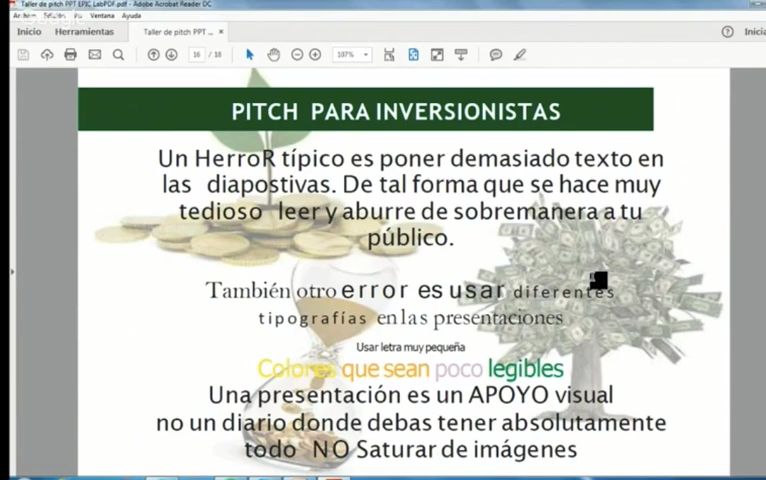 Taller de pitch PPT EPIC LabPDF.pdf - Adobe Acrobat Reader DC
Ventana Ayuda
Inicio Herramientas Taller de pitch PPT ... × Inicia
16 / 18 107%
PITCH PARA INVERSIONISTAS
Un HerroR típico es poner demasiado texto en
las diapostivas. De tal forma que se hace muy
tedioso leer y aburre de sobremanera a tu
público.
También otro error es usar diferentes
tipografías en las presentaciones
Usar letra muy pequeña
Colores que sean poco legibles
Una presentación es un APOYO visual
no un diario donde debas tener absolutamente
todo NO Saturar de imágenes